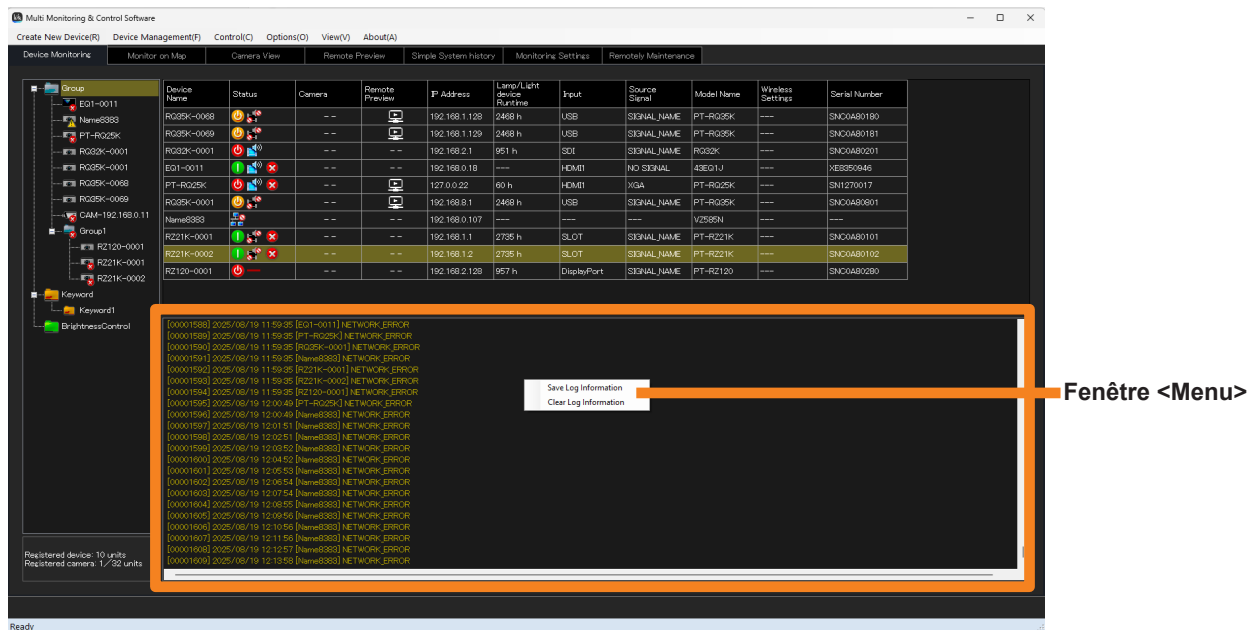 Multi Monitoring & Control Software
Create New Device(R) Device Management(F) Control(C) Options(O) View(V) About(A)
Device Monitoring Monitor on Map Camera View Remote Preview Simple System history Monitoring Settings Remotely Maintenance
Group
EQ1-0011
Name8383
PT-RQ25K
RQ32K-0001
RQ35K-0001
RQ35K-0068
RQ35K-0069
CAM-192.168.0.11
Group1
RZ120-0001
RZ21K-0001
RZ21K-0002
Keyword
Keyword1
BrightnessControl
Registered device: 10 units
Registered camera: 1/32 units
Device Name Status Camera Remote Preview IP Address Lamp/Light device Runtime Input Source Signal Model Name Wireless Settings Serial Number
RQ35K-0068 -- 192.168.1.128 2468 h USB SIGNAL_NAME PT-RQ35K --- SNC0A80180
RQ35K-0069 -- 192.168.1.129 2468 h USB SIGNAL_NAME PT-RQ35K --- SNC0A80181
RQ32K-0001 -- -- 192.168.2.1 951 h SDI SIGNAL_NAME RQ32K --- SNC0A80201
EQ1-0011 -- -- 192.168.0.18 --- HDMI1 NO SIGNAL 43EQ1J --- XE8350946
PT-RQ25K -- 127.0.0.22 60 h HDMI1 XGA PT-RQ25K --- SN1270017
RQ35K-0001 -- 192.168.8.1 2468 h USB SIGNAL_NAME PT-RQ35K --- SNC0A80801
Name8383 -- -- 192.168.0.107 --- --- --- VZ585N --- ---
RZ21K-0001 -- -- 192.168.1.1 2735 h SLOT SIGNAL_NAME PT-RZ21K --- SNC0A80101
RZ21K-0002 -- -- 192.168.1.2 2735 h SLOT SIGNAL_NAME PT-RZ21K --- SNC0A80102
RZ120-0001 -- -- 192.168.2.128 957 h DisplayPort SIGNAL_NAME PT-RZ120 --- SNC0A80280
[00001588] 2025/08/19 11:59:35 [EQ1-0011] NETWORK_ERROR
[00001589] 2025/08/19 11:59:35 [PT-RQ25K] NETWORK_ERROR
[00001590] 2025/08/19 11:59:35 [RQ35K-0001] NETWORK_ERROR
[00001591] 2025/08/19 11:59:35 [Name8383] NETWORK_ERROR
[00001592] 2025/08/19 11:59:35 [RZ21K-0001] NETWORK_ERROR
[00001593] 2025/08/19 11:59:35 [RZ21K-0002] NETWORK_ERROR
[00001594] 2025/08/19 11:59:35 [RZ120-0001] NETWORK_ERROR
[00001595] 2025/08/19 12:00:49 [PT-RQ25K] NETWORK_ERROR
[00001596] 2025/08/19 12:00:49 [Name8383] NETWORK_ERROR
[00001597] 2025/08/19 12:01:51 [Name8383] NETWORK_ERROR
[00001598] 2025/08/19 12:02:51 [Name8383] NETWORK_ERROR
[00001599] 2025/08/19 12:03:52 [Name8383] NETWORK_ERROR
[00001600] 2025/08/19 12:04:52 [Name8383] NETWORK_ERROR
[00001601] 2025/08/19 12:05:53 [Name8383] NETWORK_ERROR
[00001602] 2025/08/19 12:06:54 [Name8383] NETWORK_ERROR
[00001603] 2025/08/19 12:07:54 [Name8383] NETWORK_ERROR
[00001604] 2025/08/19 12:08:55 [Name8383] NETWORK_ERROR
[00001605] 2025/08/19 12:09:56 [Name8383] NETWORK_ERROR
[00001606] 2025/08/19 12:10:56 [Name8383] NETWORK_ERROR
[00001607] 2025/08/19 12:11:56 [Name8383] NETWORK_ERROR
[00001608] 2025/08/19 12:12:57 [Name8383] NETWORK_ERROR
[00001609] 2025/08/19 12:13:58 [Name8383] NETWORK_ERROR
Save Log Information
Clear Log Information
Fenêtre <Menu>
Ready